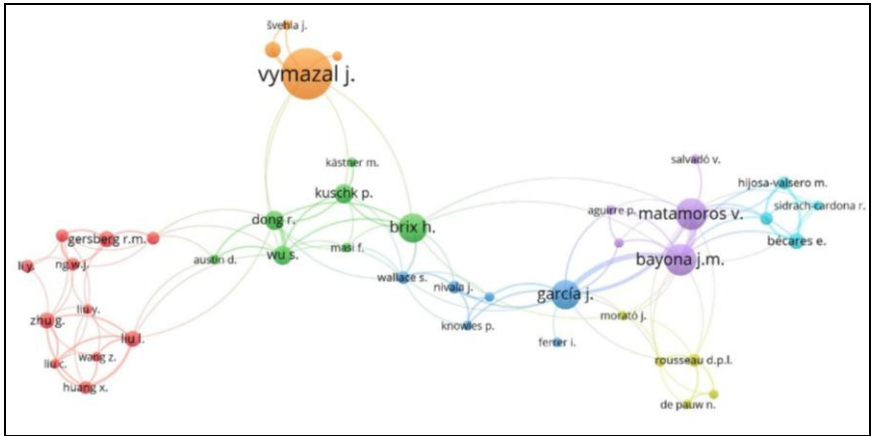 švehla j.
vymazal j.
kästner m.
salvadó v.
kuschk p.
hijosa-valsero m.
aguirre p.
matamoros v.
sidrach-cardona r.
dong r.
brix h.
gersberg r.m.
bécares e.
masi f.
wu s.
austin d.
bayona j.m.
li y.
ng w.j.
wallace s.
nivala j.
garcía j.
liu y.
zhu g.
morató j.
knowles p.
liu l.
ferrer i.
wang z.
rousseau d.p.l.
liu c.
huang x.
de pauw n.